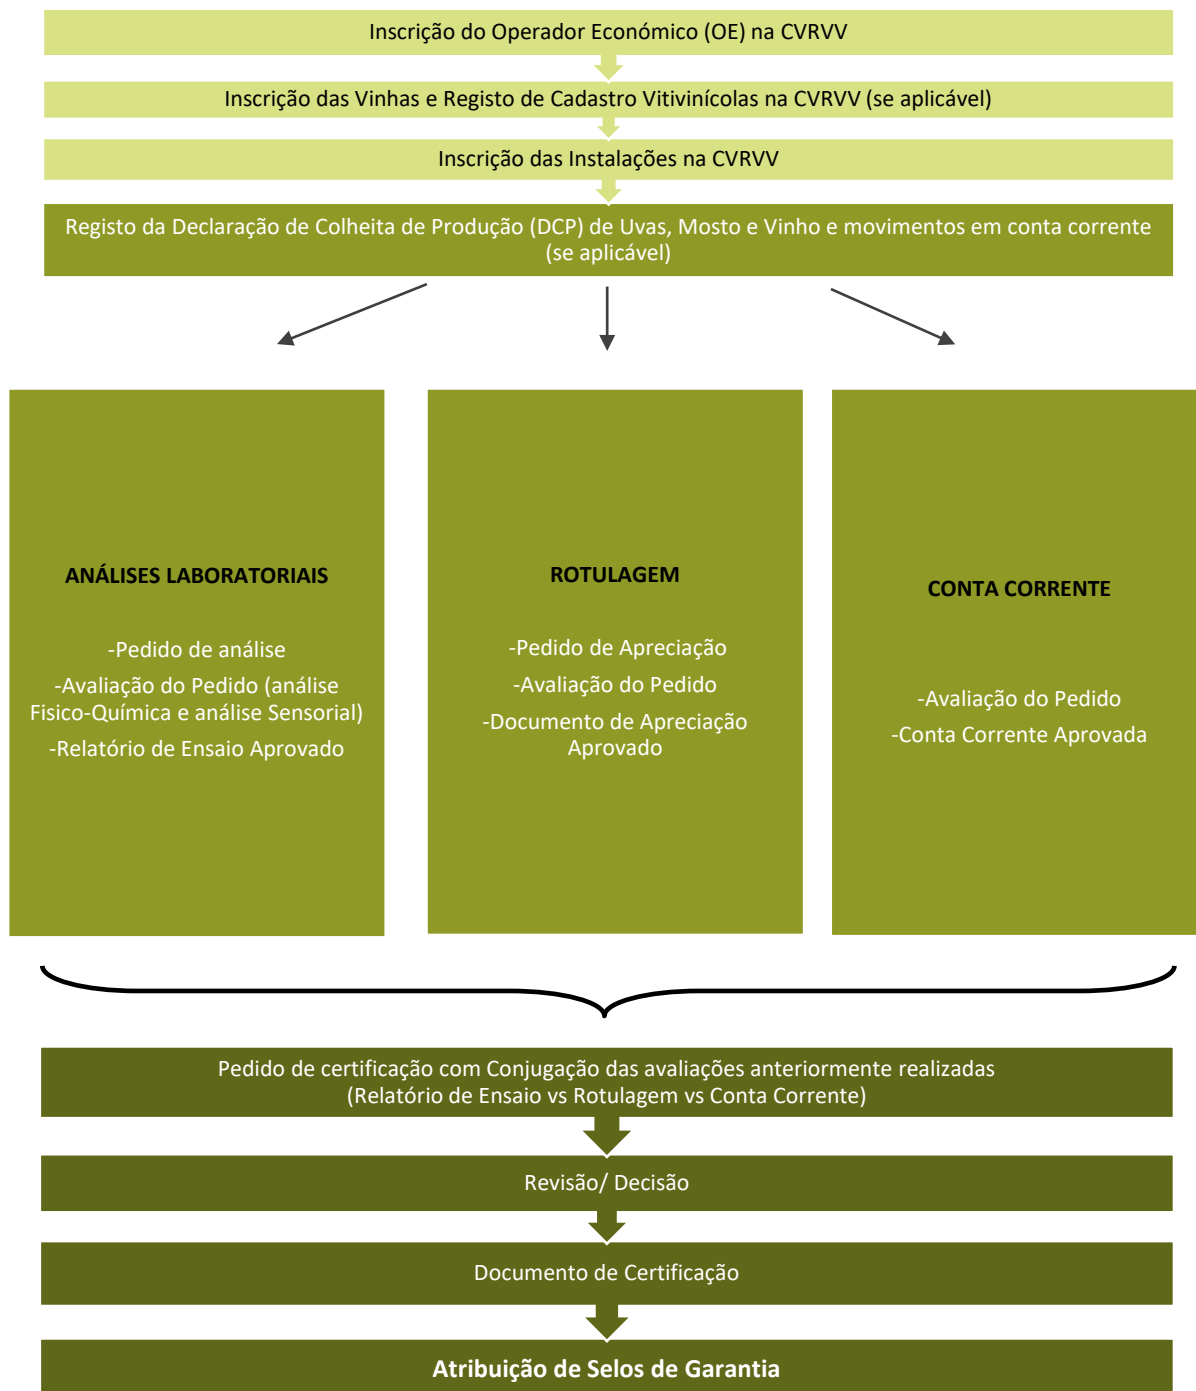 Inscrição do Operador Económico (OE) na CVRVV
Inscrição das Vinhas e Registo de Cadastro Vitivinícolas na CVRVV (se aplicável)
Inscrição das Instalações na CVRVV
Registo da Declaração de Colheita de Produção (DCP) de Uvas, Mosto e Vinho e movimentos em conta corrente
(se aplicável)
ANÁLISES LABORATORIAIS
-Pedido de análise
-Avaliação do Pedido (análise
Fisico-Química e análise Sensorial)
-Relatório de Ensaio Aprovado
ROTULAGEM
-Pedido de Apreciação
-Avaliação do Pedido
-Documento de Apreciação
Aprovado
CONTA CORRENTE
-Avaliação do Pedido
-Conta Corrente Aprovada
Pedido de certificação com Conjugação das avaliações anteriormente realizadas
(Relatório de Ensaio vs Rotulagem vs Conta Corrente)
Revisão/ Decisão
Documento de Certificação
Atribuição de Selos de Garantia